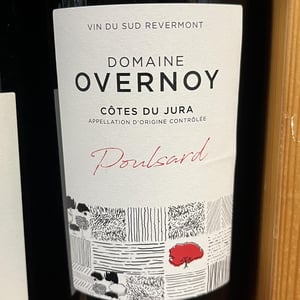 VIN DU SUD REVERMONT
DOMAINE
OVERNOY
CÔTES DU JURA
APPELLATION D'ORIGINE CONTRÔLÉE
Poulsard